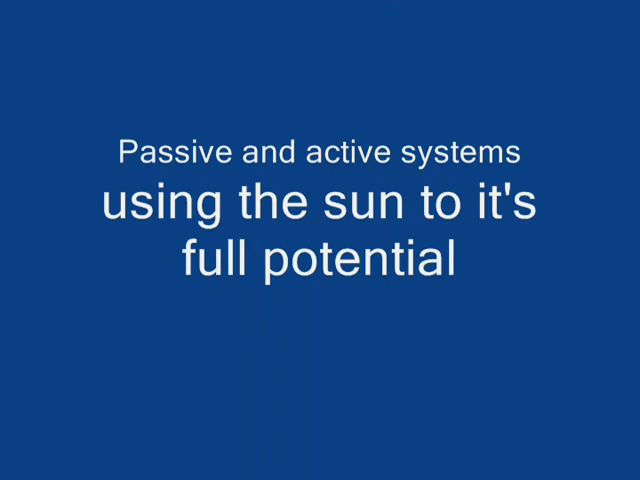 Passive and active systems
using the sun to it's
full potential